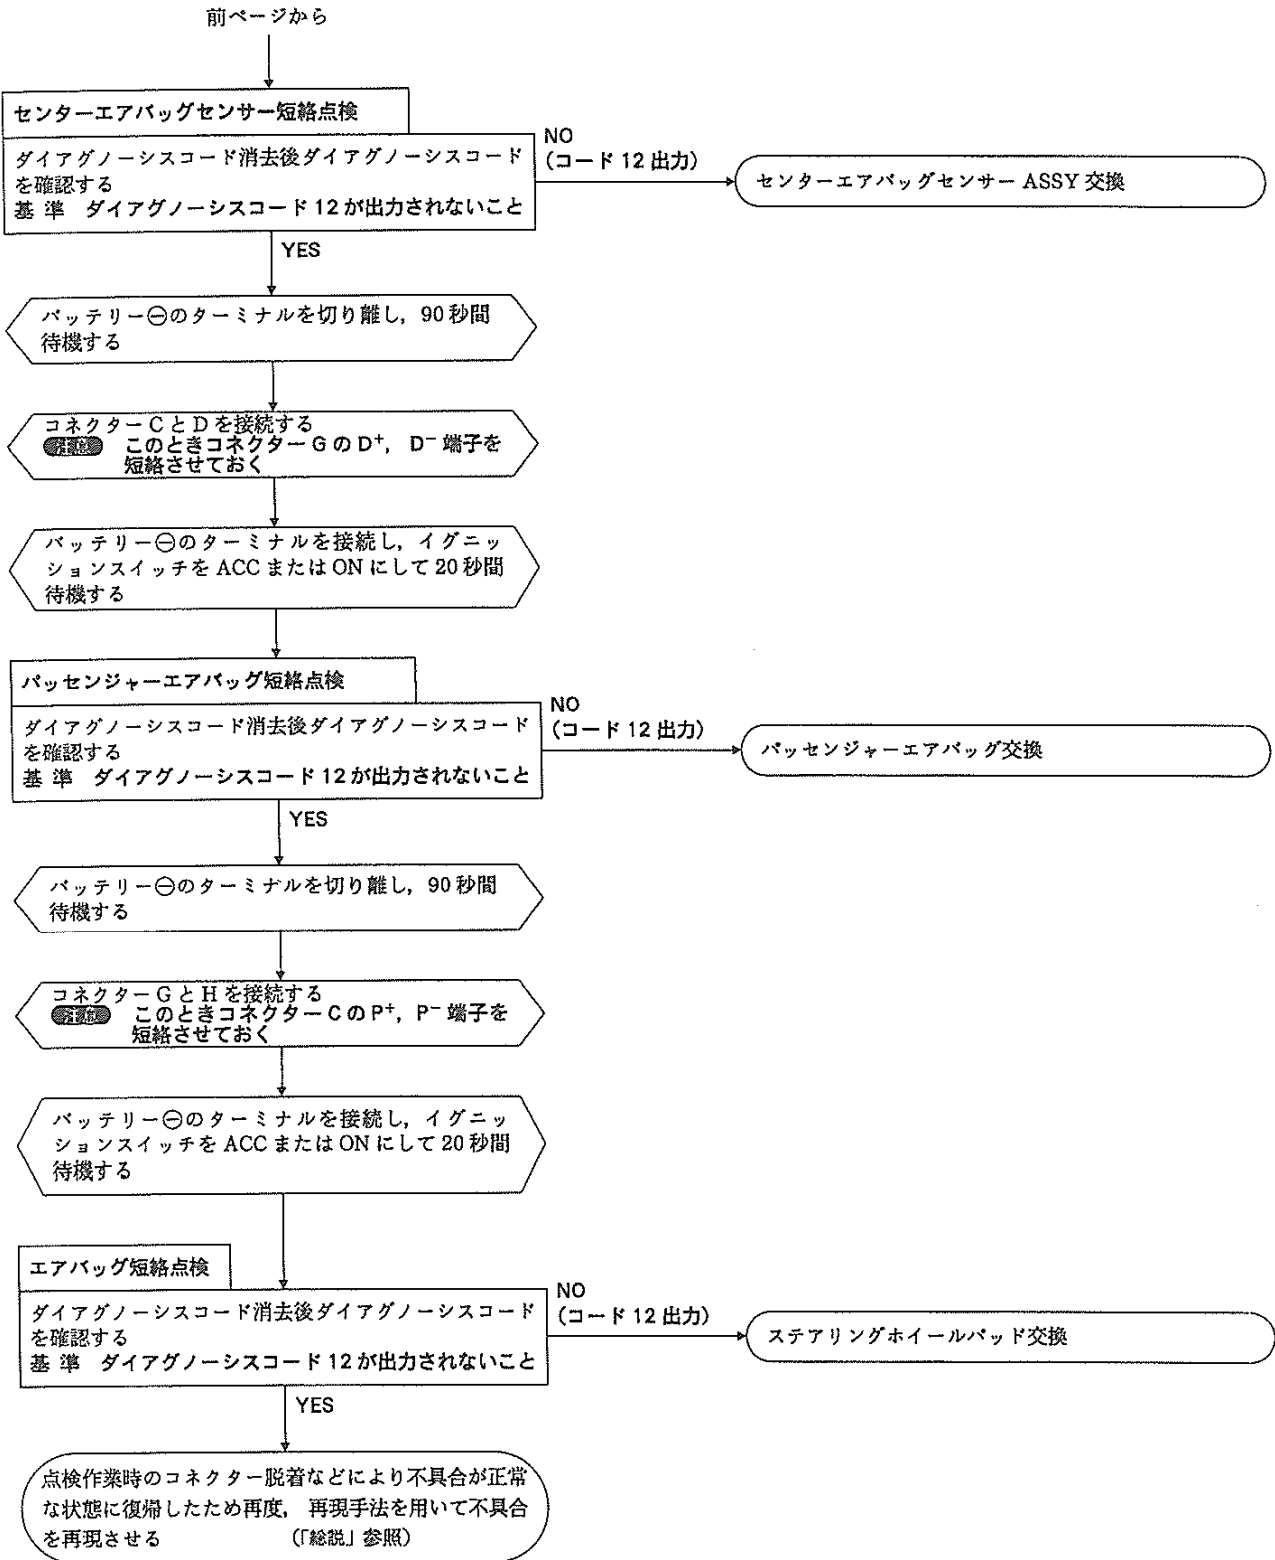 前ページから
センターエアバッグセンサー短絡点検
ダイアグノーシスコード消去後ダイアグノーシスコード
を確認する
基 準 ダイアグノーシスコード 12 が出力されないこと
NO
(コード 12 出力)
センターエアバッグセンサー ASSY 交換
YES
バッテリー⊖のターミナルを切り離し, 90 秒間
待機する
コネクター C と D を接続する
注意 このときコネクター G の D⁺, D⁻ 端子を
短絡させておく
バッテリー⊖のターミナルを接続し, イグニッ
ションスイッチを ACC または ON にして 20 秒間
待機する
パッセンジャーエアバッグ短絡点検
ダイアグノーシスコード消去後ダイアグノーシスコード
を確認する
基 準 ダイアグノーシスコード 12 が出力されないこと
NO
(コード 12 出力)
パッセンジャーエアバッグ交換
YES
バッテリー⊖のターミナルを切り離し, 90 秒間
待機する
コネクター G と H を接続する
注意 このときコネクター C の P⁺, P⁻ 端子を
短絡させておく
バッテリー⊖のターミナルを接続し, イグニッ
ションスイッチを ACC または ON にして 20 秒間
待機する
エアバッグ短絡点検
ダイアグノーシスコード消去後ダイアグノーシスコード
を確認する
基 準 ダイアグノーシスコード 12 が出力されないこと
NO
(コード 12 出力)
ステアリングホイールパッド交換
YES
点検作業時のコネクター脱着などにより不具合が正常
な状態に復帰したため再度, 再現手法を用いて不具合
を再現させる (「総説」参照)